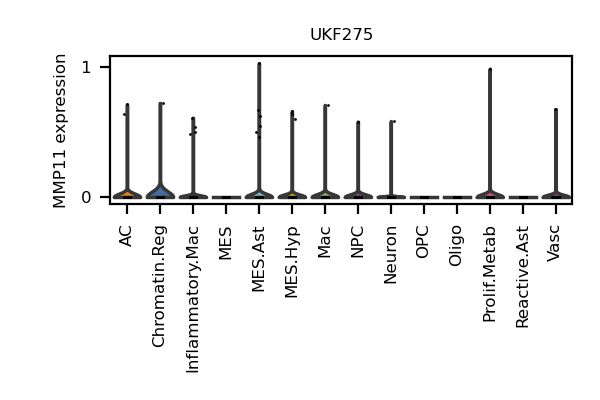 UKF275
MMP11 expression
1
0
AC
Chromatin.Reg
Inflammatory.Mac
MES
MES.Ast
MES.Hyp
Mac
NPC
Neuron
OPC
Oligo
Prolif.Metab
Reactive.Ast
Vasc